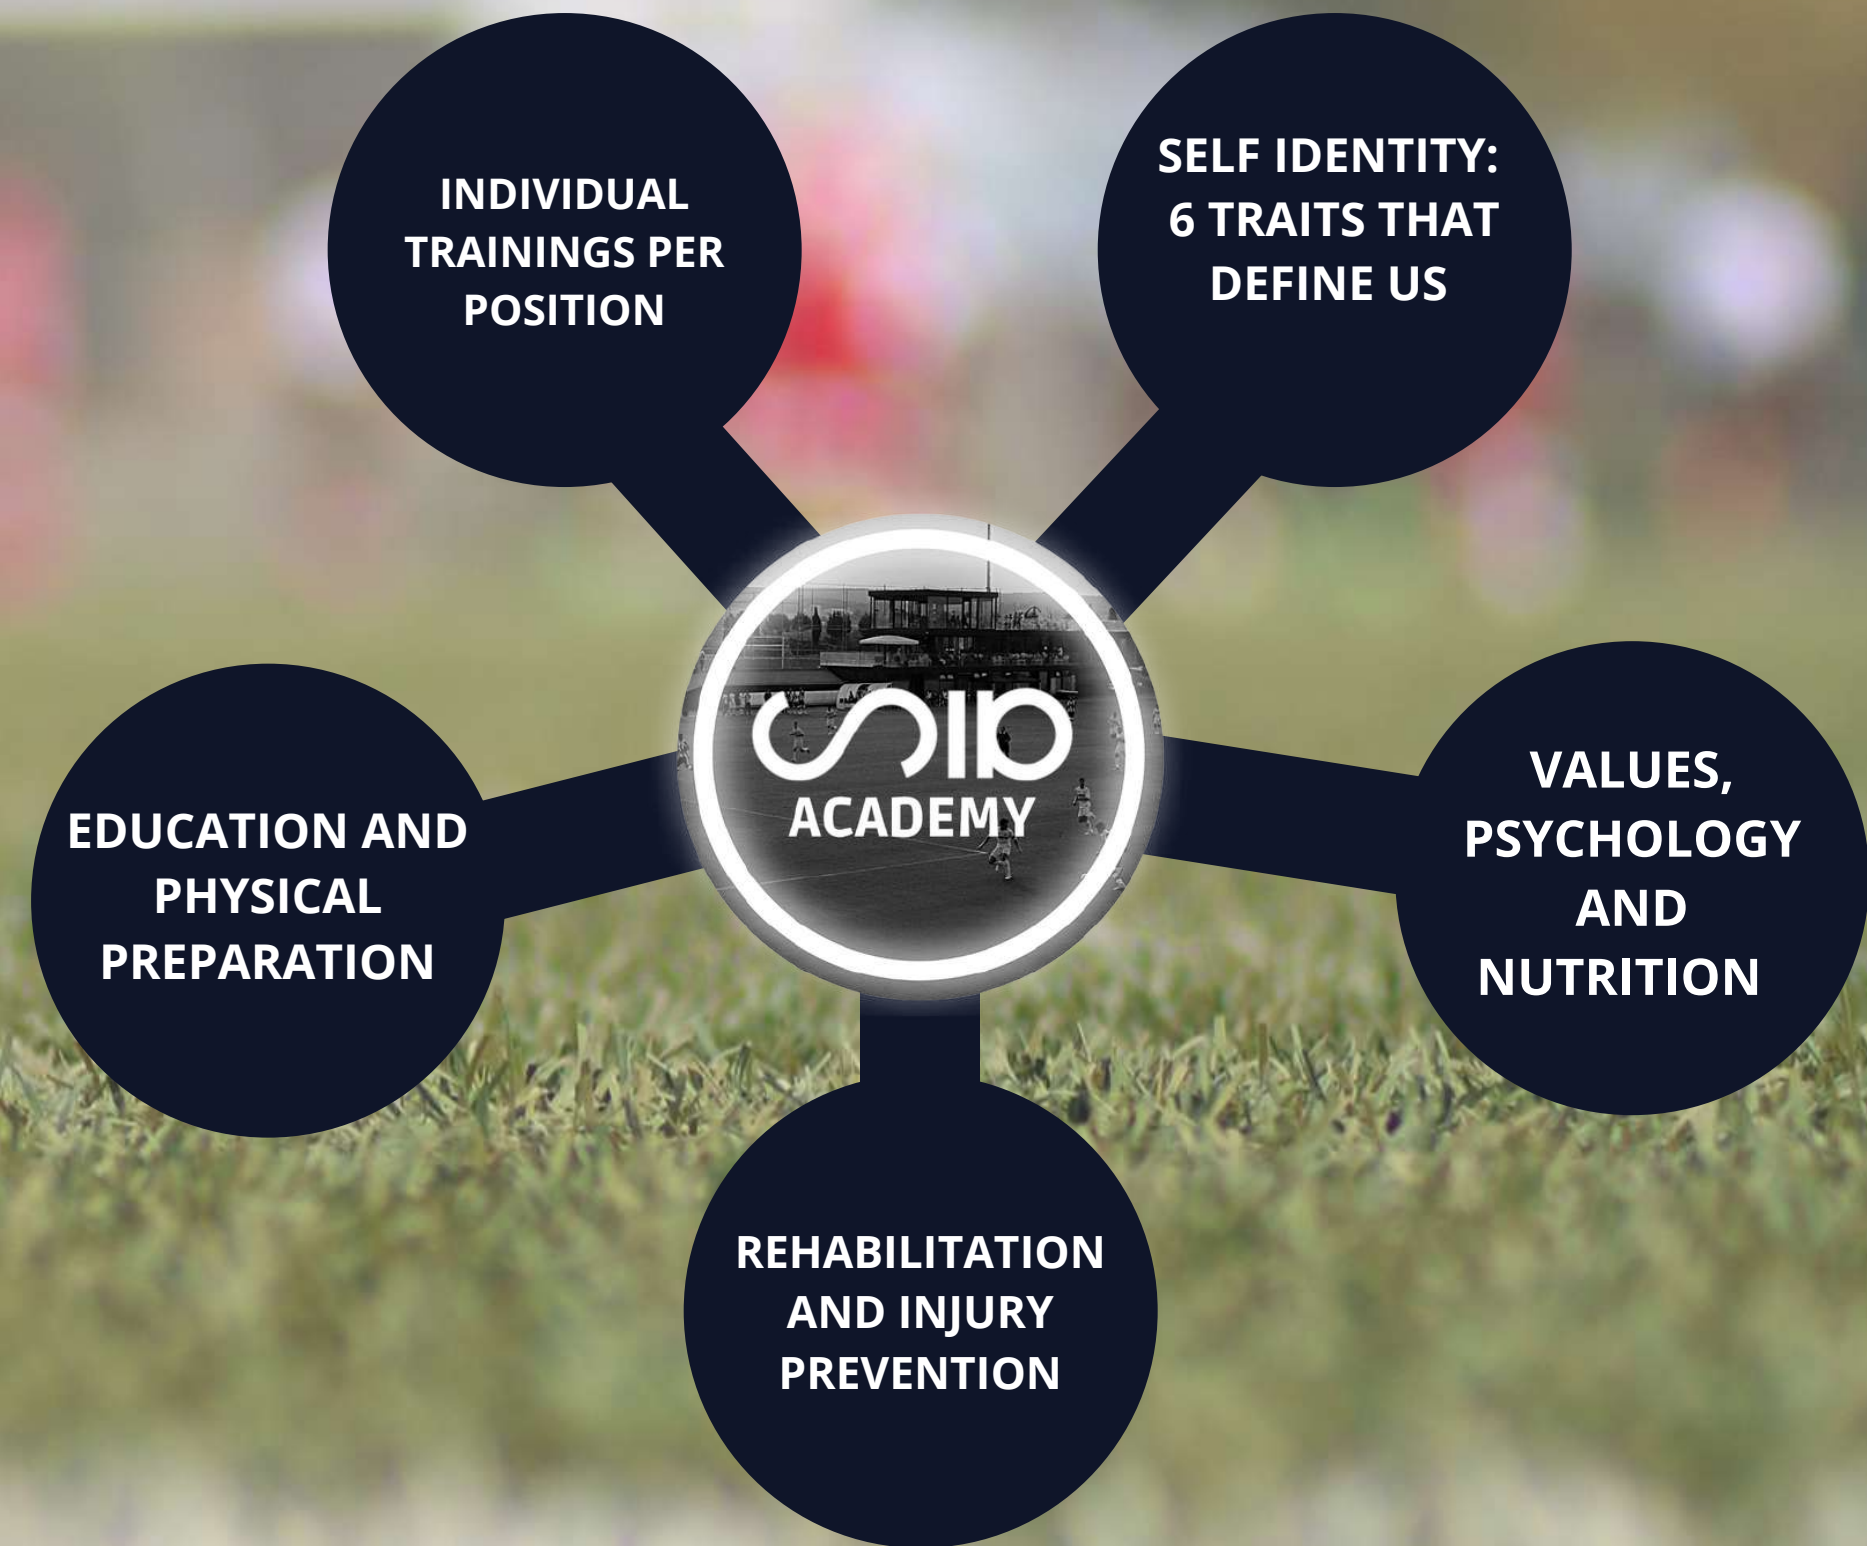 INDIVIDUAL
TRAININGS PER
POSITION
SELF IDENTITY:
6 TRAITS THAT
DEFINE US
EDUCATION AND
PHYSICAL
PREPARATION
SIA
ACADEMY
VALUES,
PSYCHOLOGY
AND
NUTRITION
REHABILITATION
AND INJURY
PREVENTION